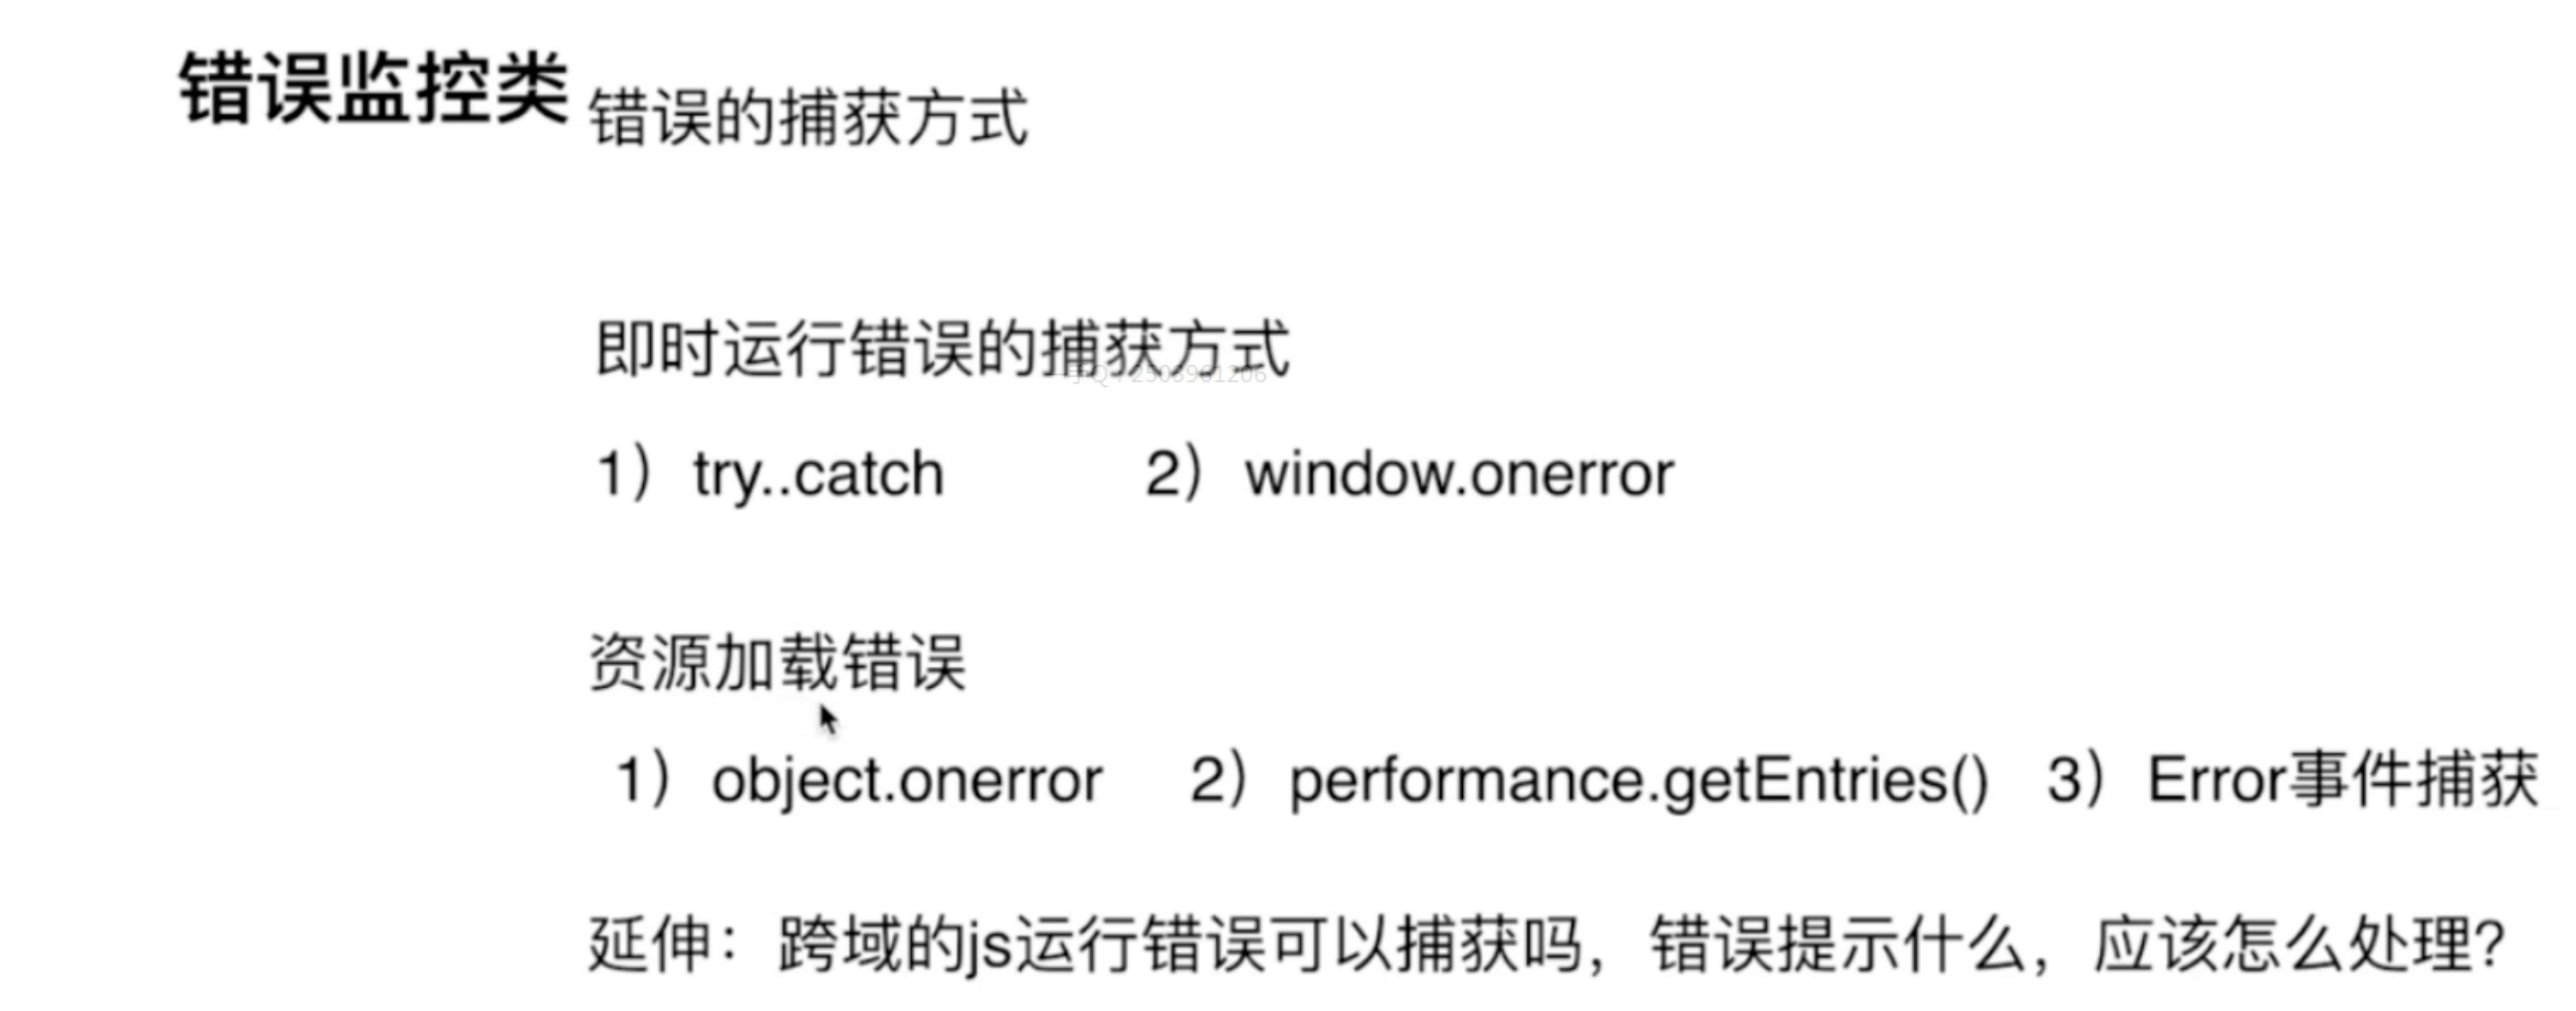 错误监控类 错误的捕获方式
即时运行错误的捕获方式
1）try..catch 2）window.onerror
资源加载错误
1）object.onerror 2）performance.getEntries() 3）Error事件捕获
延伸：跨域的js运行错误可以捕获吗，错误提示什么，应该怎么处理？